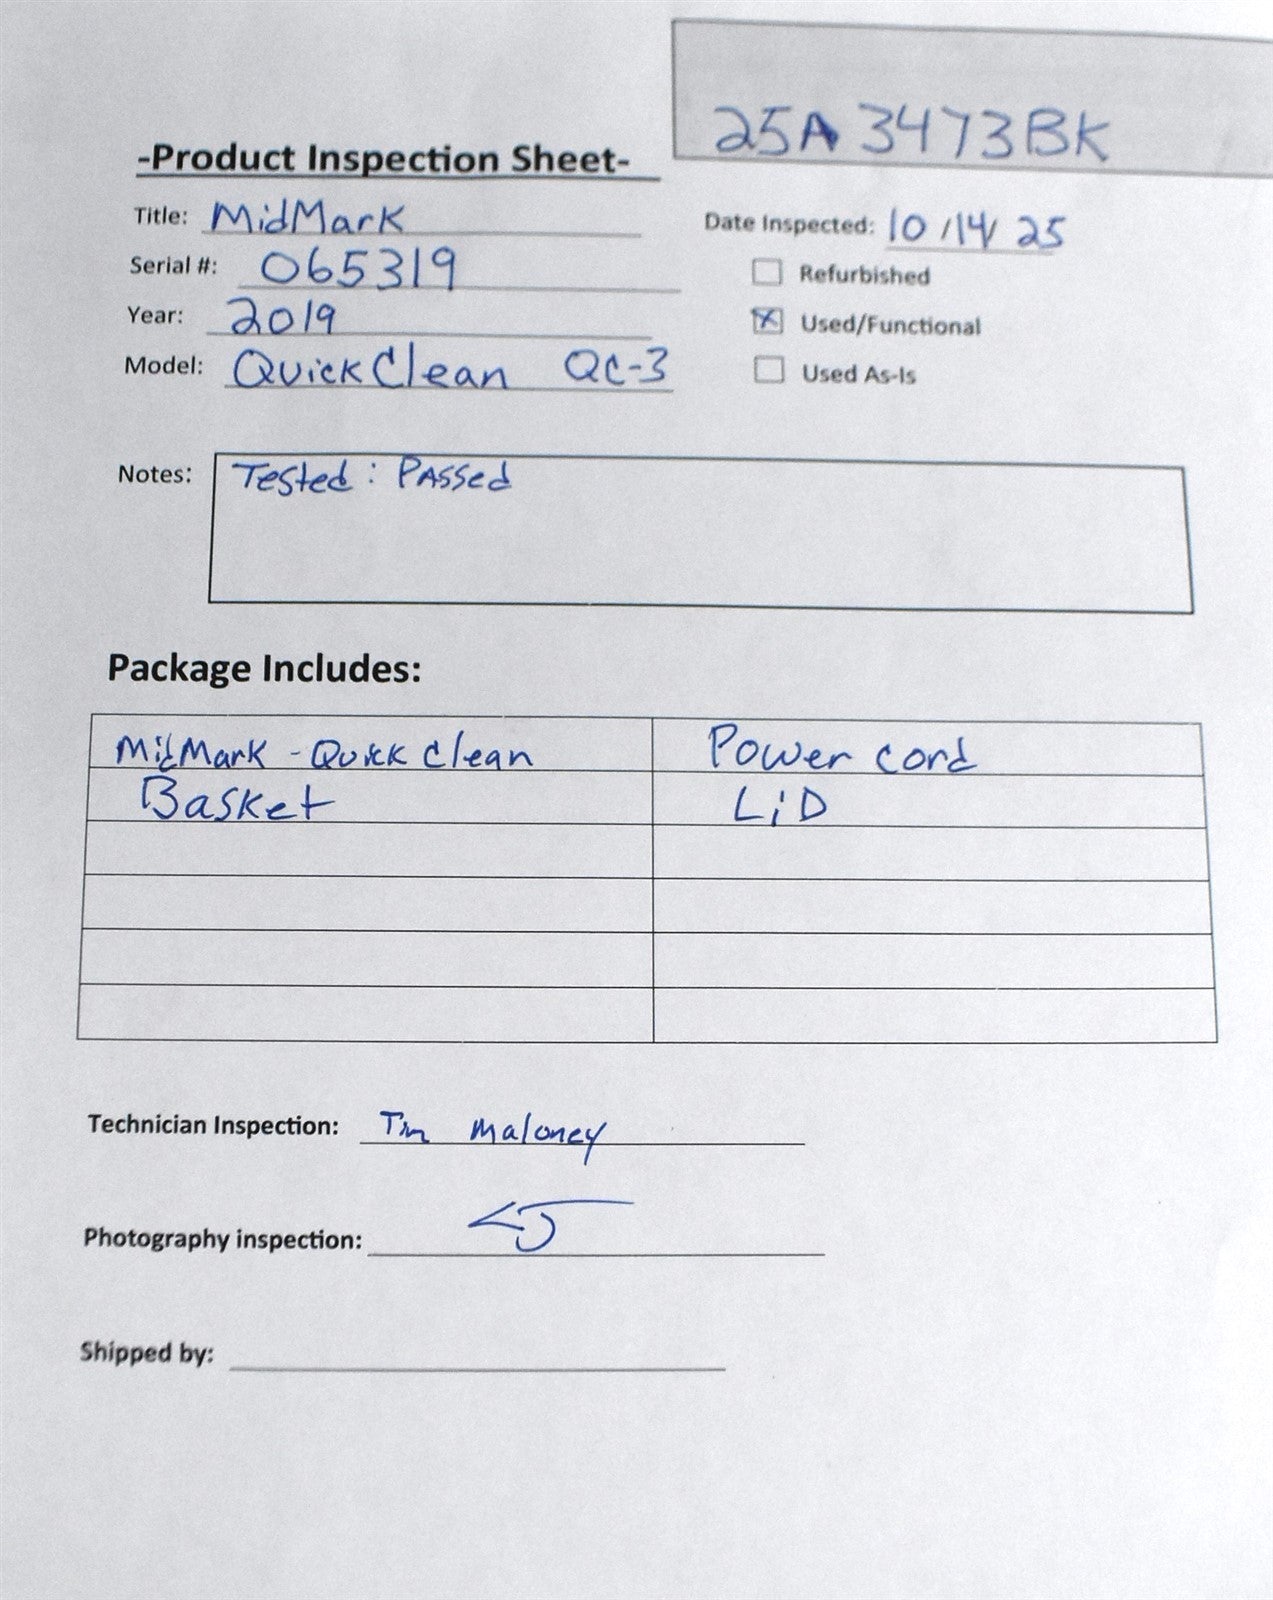 25A3473BK
-Product Inspection Sheet-
Title: MidMark
Date Inspected: 10/14/25
Serial #: 065319
Refurbished
Year: 2019
Used/Functional
Model: QuickClean QC-3
Used As-Is
Notes: Tested: PAssed
Package Includes:
MidMark - Quick Clean Power cord
Basket LiD
Technician Inspection: Tim Maloney
Photography inspection:
Shipped by: